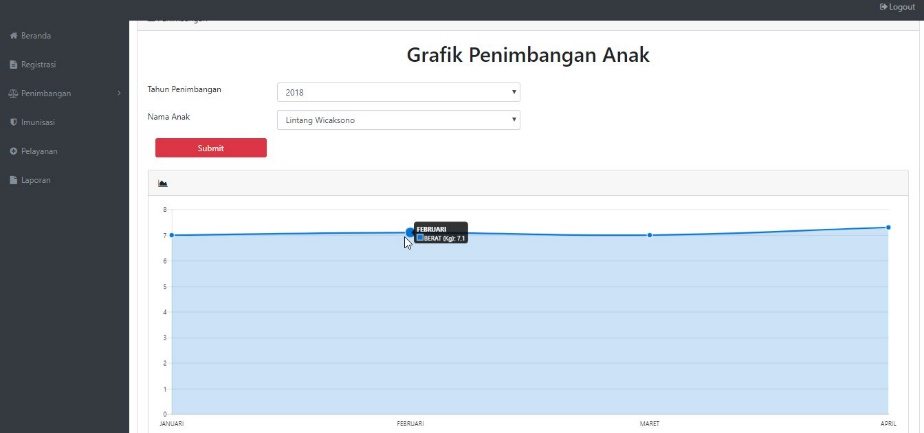 Logout
Beranda
Registrasi
Penimbangan
Imunisasi
Pelayanan
Laporan
Grafik Penimbangan Anak
Tahun Penimbangan
2018
Nama Anak
Lintang Wicaksono
Submit
8
7
6
5
4
3
2
1
0
FEBRUARI
BERAT (Kg): 7.1
JANUARI
FEBRUARI
MARET
APRIL